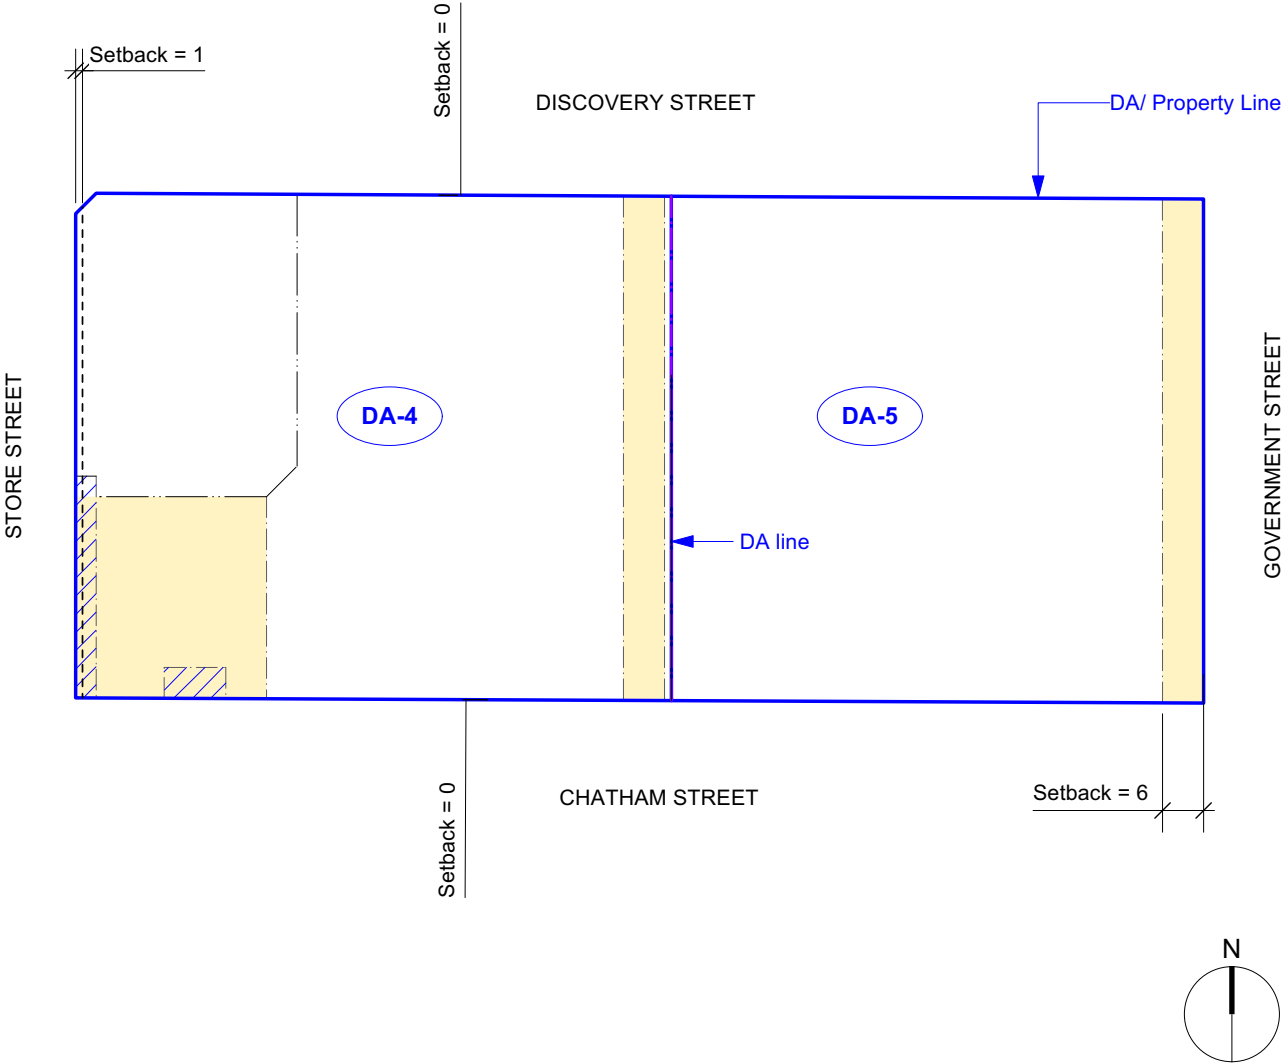 Setback = 1
Setback = 0
DISCOVERY STREET
DA/ Property Line
STORE STREET
DA-4
DA-5
GOVERNMENT STREET
DA line
Setback = 0
CHATHAM STREET
Setback = 6
N